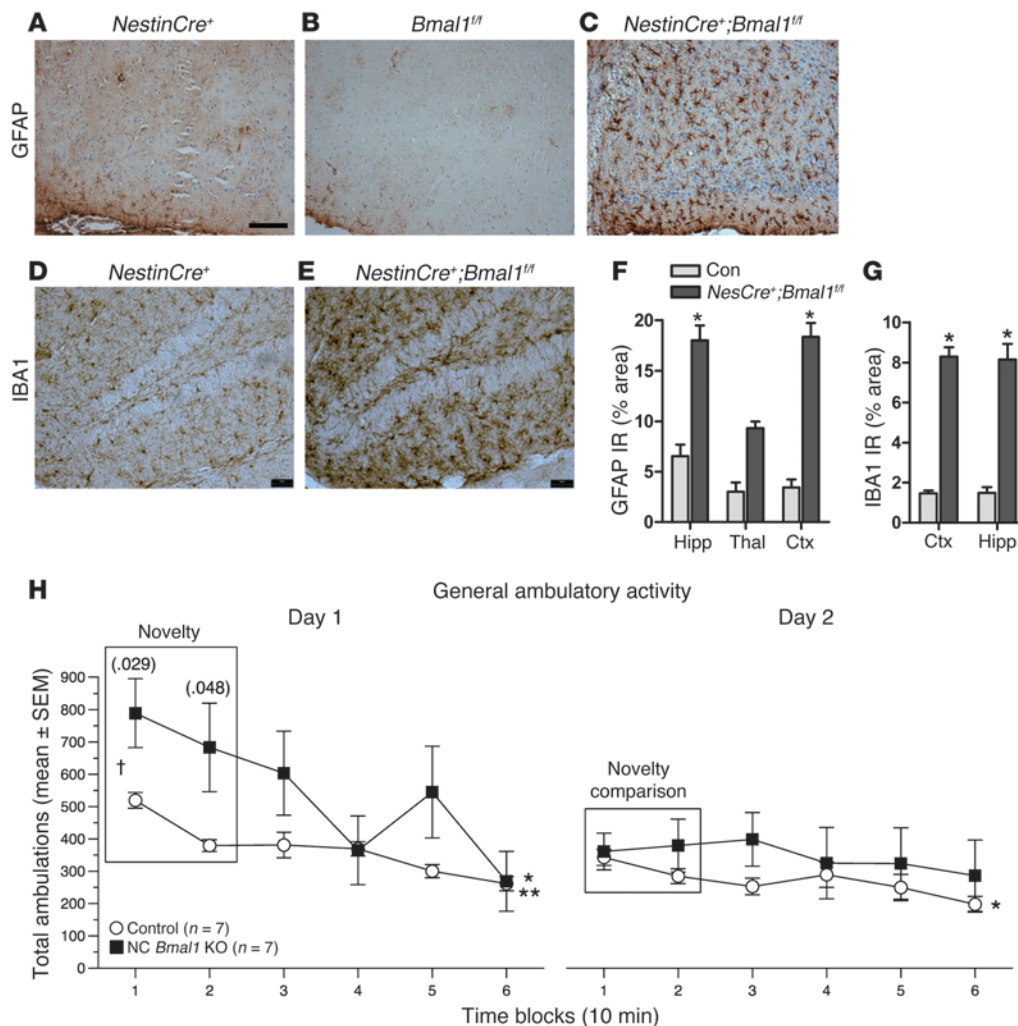 A NestinCre+ B Bmal1f/f C NestinCre+;Bmal1f/f
GFAP
D NestinCre+ E NestinCre+;Bmal1f/f
IBA1
F G
Con
NesCre+;Bmal1f/f
GFAP IR (% area)
20
15
10
5
0
* *
Hipp Thal Ctx
IBA1 IR (% area)
10
8
6
4
2
0
* *
Ctx Hipp
H
General ambulatory activity
Day 1 Day 2
Total ambulations (mean ± SEM)
900
800
700
600
500
400
300
200
100
0
Novelty
(.029)
(.048)
†
*
**
Control (n = 7)
NC Bmal1 KO (n = 7)
1 2 3 4 5 6
Novelty
comparison
*
1 2 3 4 5 6
Time blocks (10 min)